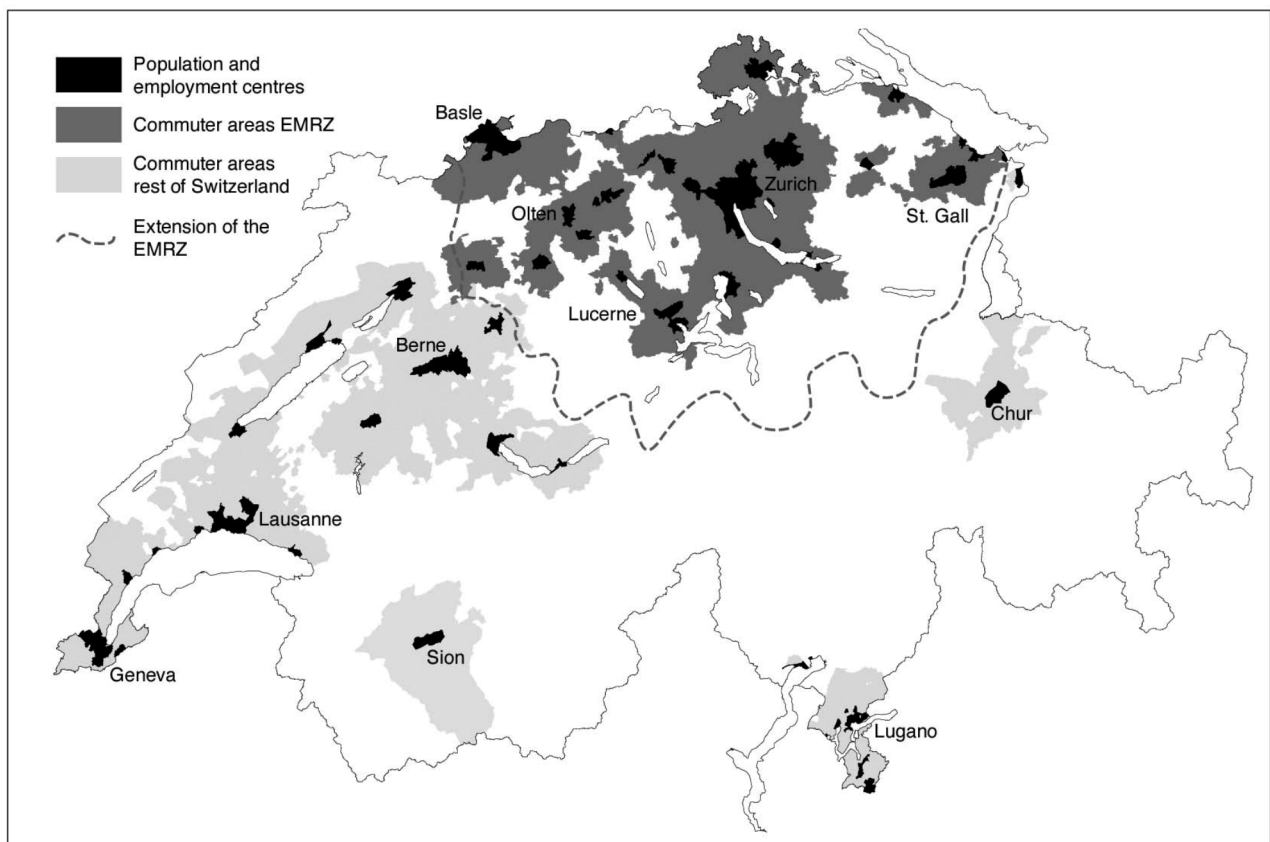 Population and
employment centres
Commuter areas EMRZ
Commuter areas
rest of Switzerland
Extension of the
EMRZ
Basle
Zurich
Olten
St. Gall
Lucerne
Berne
Chur
Lausanne
Sion
Geneva
Lugano